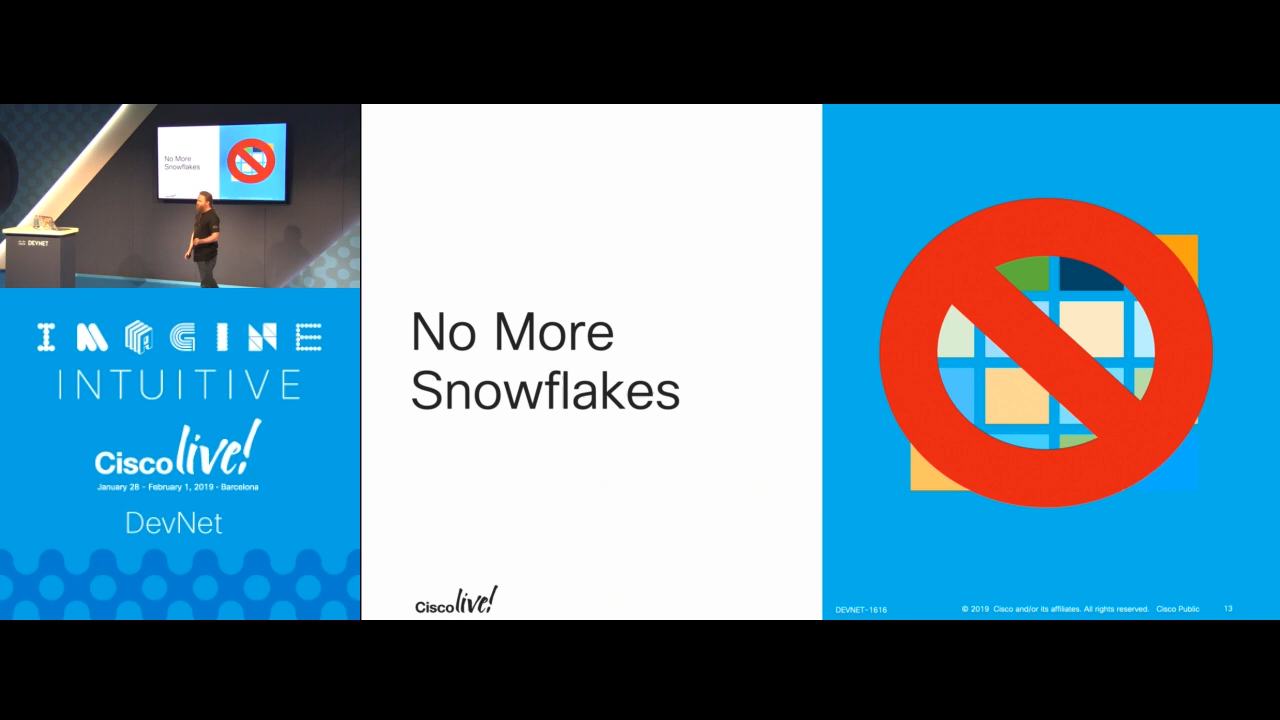 No More
Snowflakes
DEVNET
IMAGINE
INTUITIVE
Cisco live!
January 28 - February 1, 2019 · Barcelona
DevNet
No More
Snowflakes
Cisco live!
DEVNET-1616
© 2019 Cisco and/or its affiliates. All rights reserved. Cisco Public
13